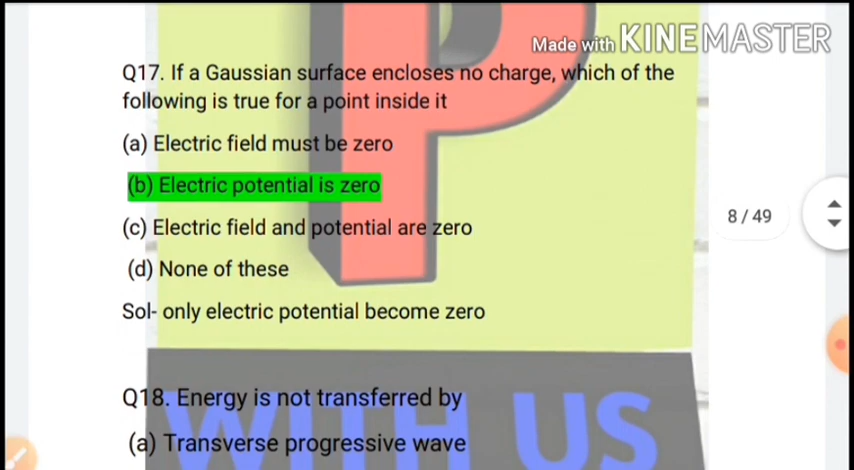 Made with KINEMASTER
Q17. If a Gaussian surface encloses no charge, which of the
following is true for a point inside it
(a) Electric field must be zero
(b) Electric potential is zero
(c) Electric field and potential are zero
8 / 49
(d) None of these
Sol- only electric potential become zero
Q18. Energy is not transferred by
WITH US
(a) Transverse progressive wave